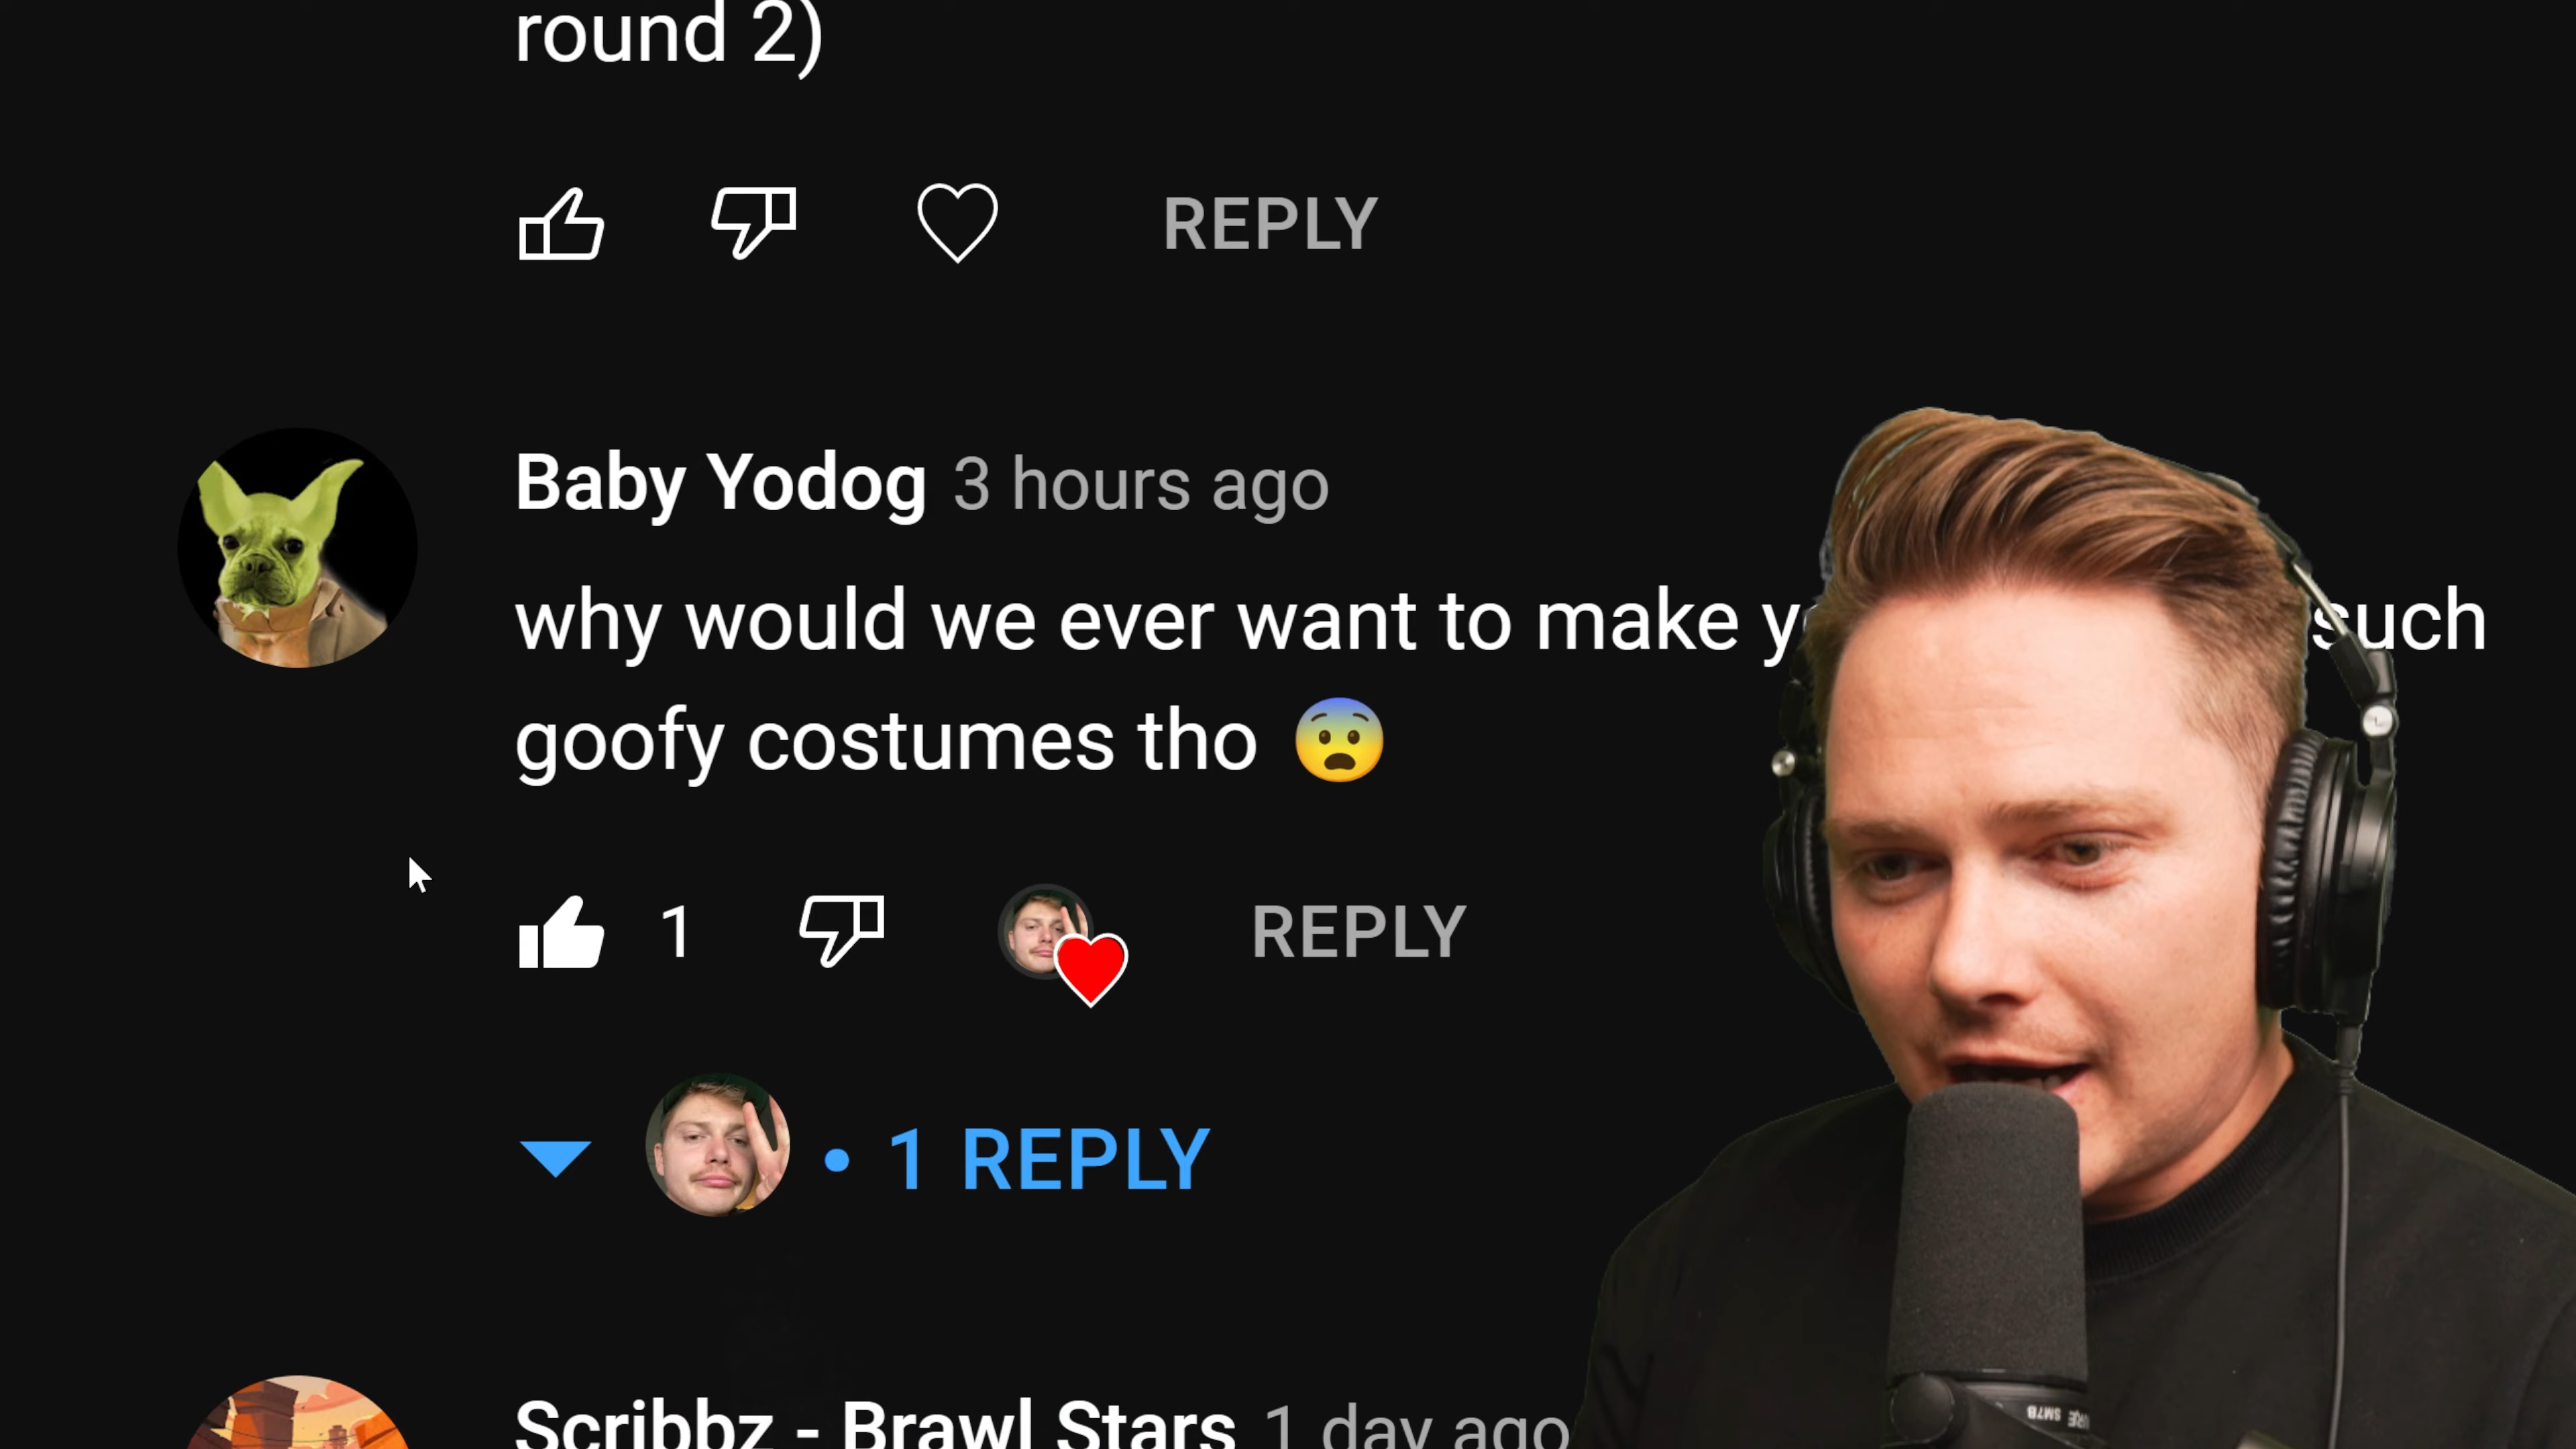 round 2)
REPLY
Baby Yodog 3 hours ago
why would we ever want to make such
goofy costumes tho 😨
1
REPLY
• 1 REPLY
Scribbz - Brawl Stars 1 day ago
SM7B